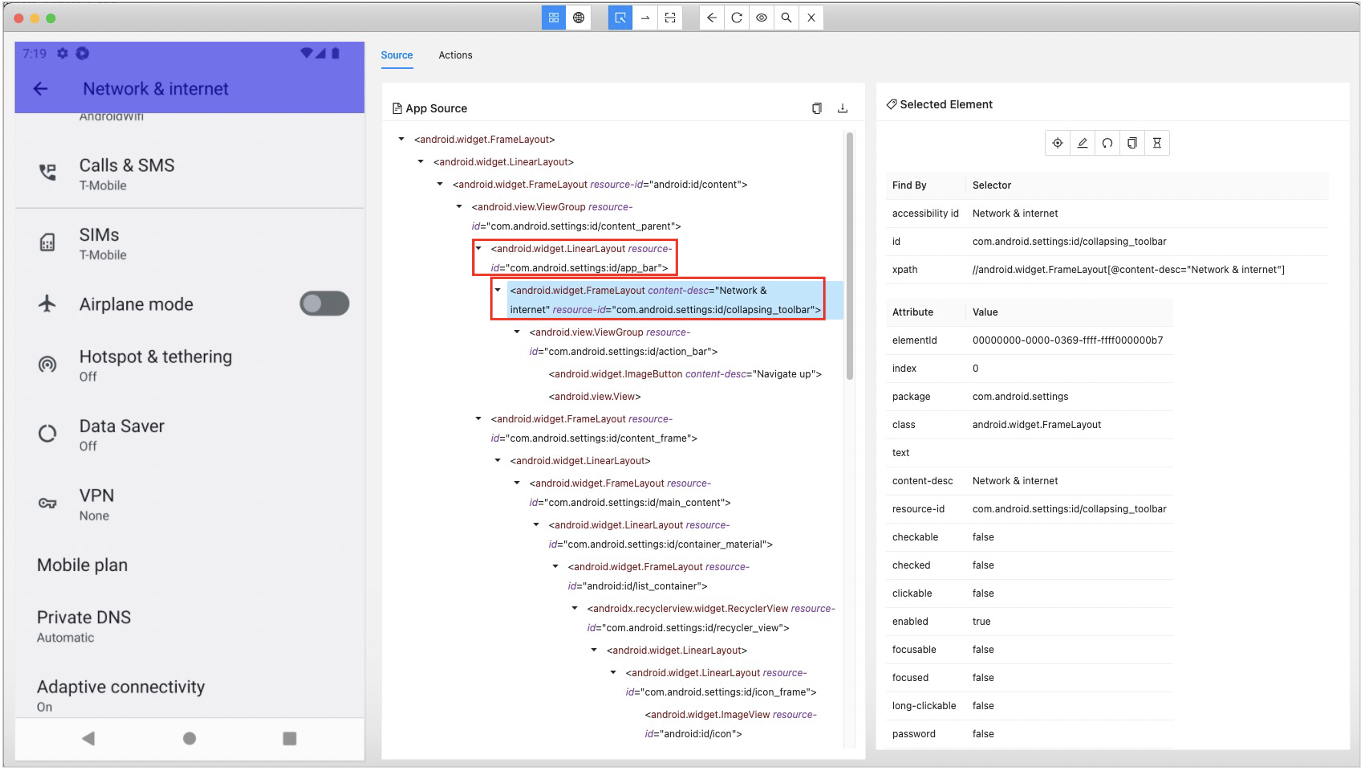 7:19
Network & internet
AndroidWifi
Calls & SMS
T-Mobile
SIMs
T-Mobile
Airplane mode
Hotspot & tethering
Off
Data Saver
Off
VPN
None
Mobile plan
Private DNS
Automatic
Adaptive connectivity
On
Source
Actions
App Source
<android.widget.FrameLayout>
<android.widget.LinearLayout>
<android.widget.FrameLayout resource-id="android:id/content">
<android.view.ViewGroup resource-
id="com.android.settings:id/content_parent">
<android.widget.LinearLayout resource-
id="com.android.settings:id/app_bar">
<android.widget.FrameLayout content-desc="Network &
internet" resource-id="com.android.settings:id/collapsing_toolbar">
<android.view.ViewGroup resource-
id="com.android.settings:id/action_bar">
<android.widget.ImageButton content-desc="Navigate up">
<android.view.View>
<android.widget.FrameLayout resource-
id="com.android.settings:id/content_frame">
<android.widget.LinearLayout>
<android.widget.FrameLayout resource-
id="com.android.settings:id/main_content">
<android.widget.LinearLayout resource-
id="com.android.settings:id/container_material">
<android.widget.FrameLayout resource-
id="android:id/list_container">
<androidx.recyclerview.widget.RecyclerView resource-
id="com.android.settings:id/recycler_view">
<android.widget.LinearLayout>
<android.widget.LinearLayout resource-
id="com.android.settings:id/icon_frame">
<android.widget.ImageView resource-
id="android:id/icon">
Selected Element
Find By Selector
accessibility id Network & internet
id com.android.settings:id/collapsing_toolbar
xpath //android.widget.FrameLayout[@content-desc="Network & internet"]
Attribute Value
elementId 00000000-0000-0369-ffff-ffff000000b7
index 0
package com.android.settings
class android.widget.FrameLayout
text
content-desc Network & internet
resource-id com.android.settings:id/collapsing_toolbar
checkable false
checked false
clickable false
enabled true
focusable false
focused false
long-clickable false
password false